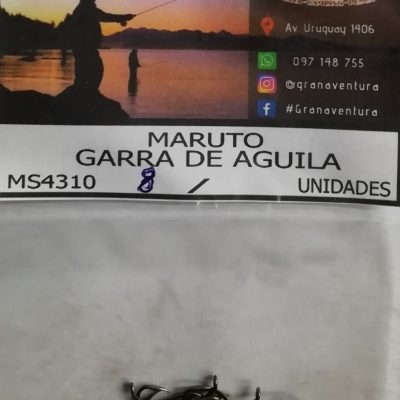 Av Uruguay 1406
097 148 755
@granaventura
#Granaventura
MARUTO
GARRA DE AGUILA
MS4310 8 / UNIDADES